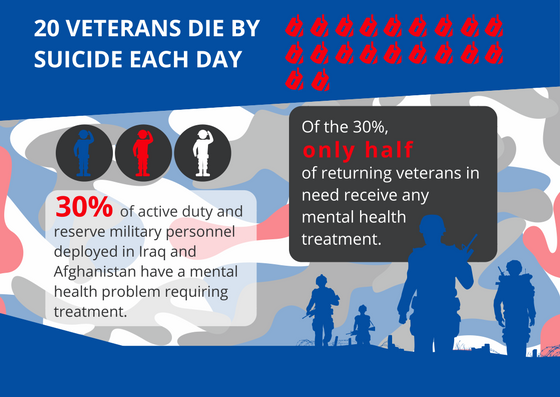 20 VETERANS DIE BY
SUICIDE EACH DAY
30% of active duty and
reserve military personnel
deployed in Iraq and
Afghanistan have a mental
health problem requiring
treatment.
Of the 30%,
only half
of returning veterans in
need receive any
mental health
treatment.